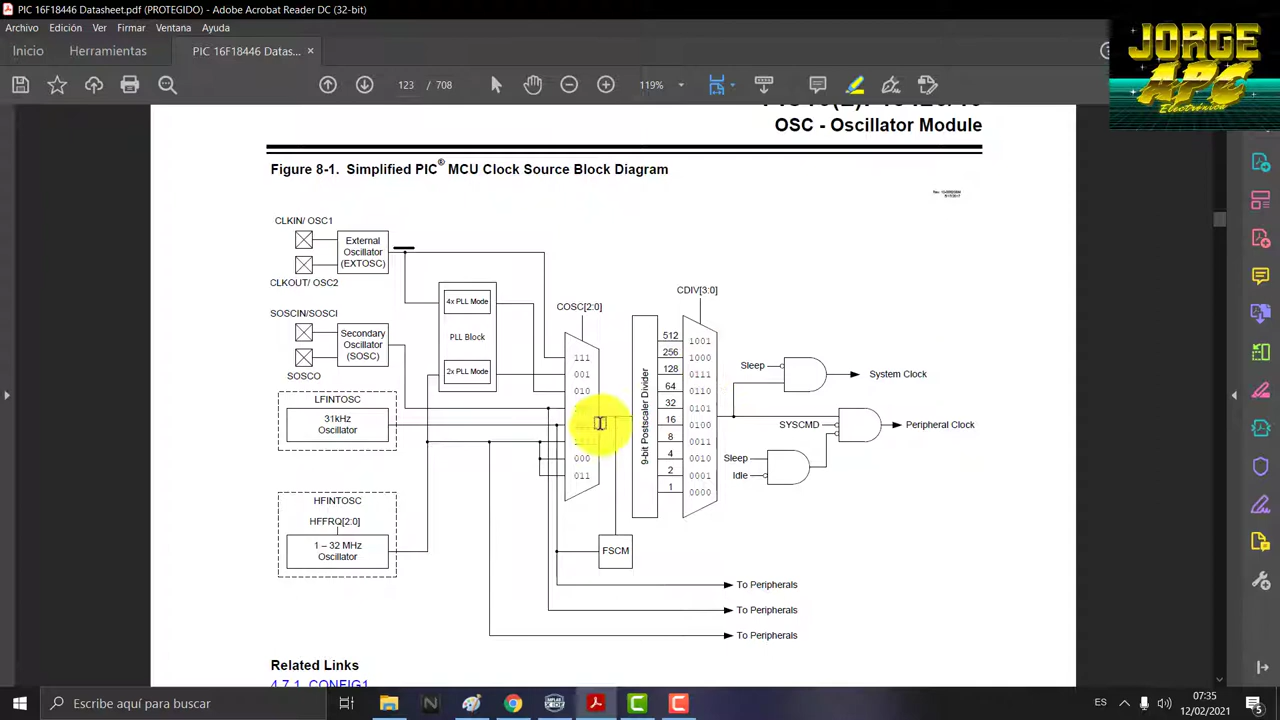 PIC 16F18446 Datasheet.pdf (PROTEGIDO) - Adobe Acrobat Reader DC (32-bit)
Archivo Edición Ver Firmar Ventana Ayuda
Inicio Herramientas PIC 16F18446 Datas... ×
123 / 708 119%
JORGE
APC
Electrónica
OSC - Oscillator Module
Figure 8-1. Simplified PIC® MCU Clock Source Block Diagram
CLKIN/ OSC1
External
Oscillator
(EXTOSC)
CLKOUT/ OSC2
SOSCIN/SOSCI
Secondary
Oscillator
(SOSC)
SOSCO
LFINTOSC
31kHz
Oscillator
HFINTOSC
HFFRQ[2:0]
1 – 32 MHz
Oscillator
4x PLL Mode
PLL Block
2x PLL Mode
COSC[2:0]
111
001
010
000
011
FSCM
9-bit Postscaler Divider
CDIV[3:0]
512 1001
256 1000
128 0111
64 0110
32 0101
16 0100
8 0011
4 0010
2 0001
1 0000
Sleep
System Clock
SYSCMD
Peripheral Clock
Sleep
Idle
To Peripherals
To Peripherals
To Peripherals
Related Links
4.7.1 CONFIG1
Escribe aquí para buscar
ES
07:35
12/02/2021
5